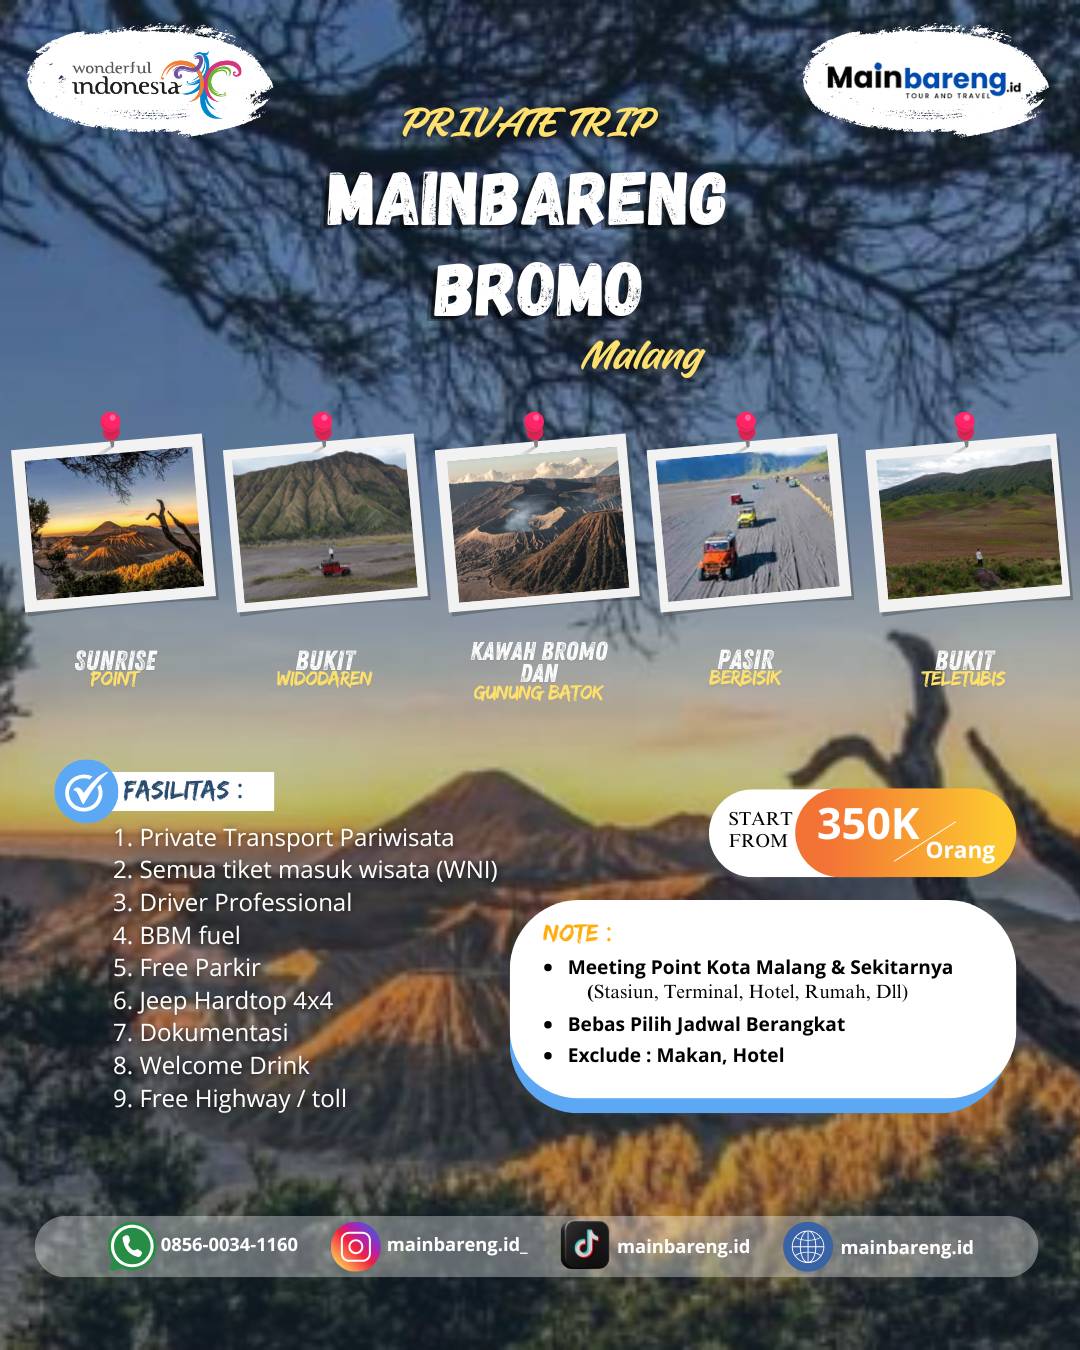 wonderful
indonesia
Mainbareng.id
TOUR AND TRAVEL
PRIVATE TRIP
MAINBARENG
BROMO
Malang
SUNRISE
POINT
BUKIT
WIDODAREN
KAWAH BROMO
DAN
GUNUNG BATOK
PASIR
BERBISIK
BUKIT
TELETUBIS
FASILITAS :
1. Private Transport Pariwisata
2. Semua tiket masuk wisata (WNI)
3. Driver Professional
4. BBM fuel
5. Free Parkir
6. Jeep Hardtop 4x4
7. Dokumentasi
8. Welcome Drink
9. Free Highway / toll
START
FROM
350K
Orang
NOTE :
• Meeting Point Kota Malang & Sekitarnya
(Stasiun, Terminal, Hotel, Rumah, Dll)
• Bebas Pilih Jadwal Berangkat
• Exclude : Makan, Hotel
0856-0034-1160
mainbareng.id_
mainbareng.id
mainbareng.id